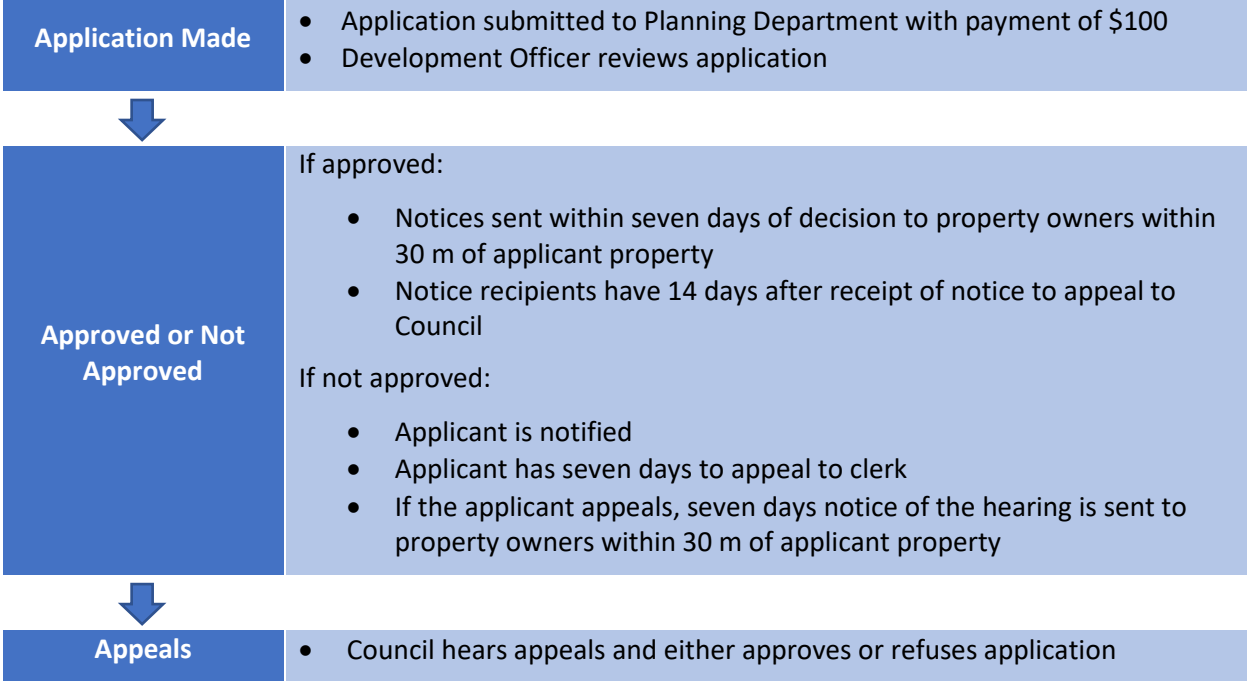 Application Made
• Application submitted to Planning Department with payment of $100
• Development Officer reviews application
Approved or Not
Approved
If approved:
• Notices sent within seven days of decision to property owners within
30 m of applicant property
• Notice recipients have 14 days after receipt of notice to appeal to
Council
If not approved:
• Applicant is notified
• Applicant has seven days to appeal to clerk
• If the applicant appeals, seven days notice of the hearing is sent to
property owners within 30 m of applicant property
Appeals
• Council hears appeals and either approves or refuses application